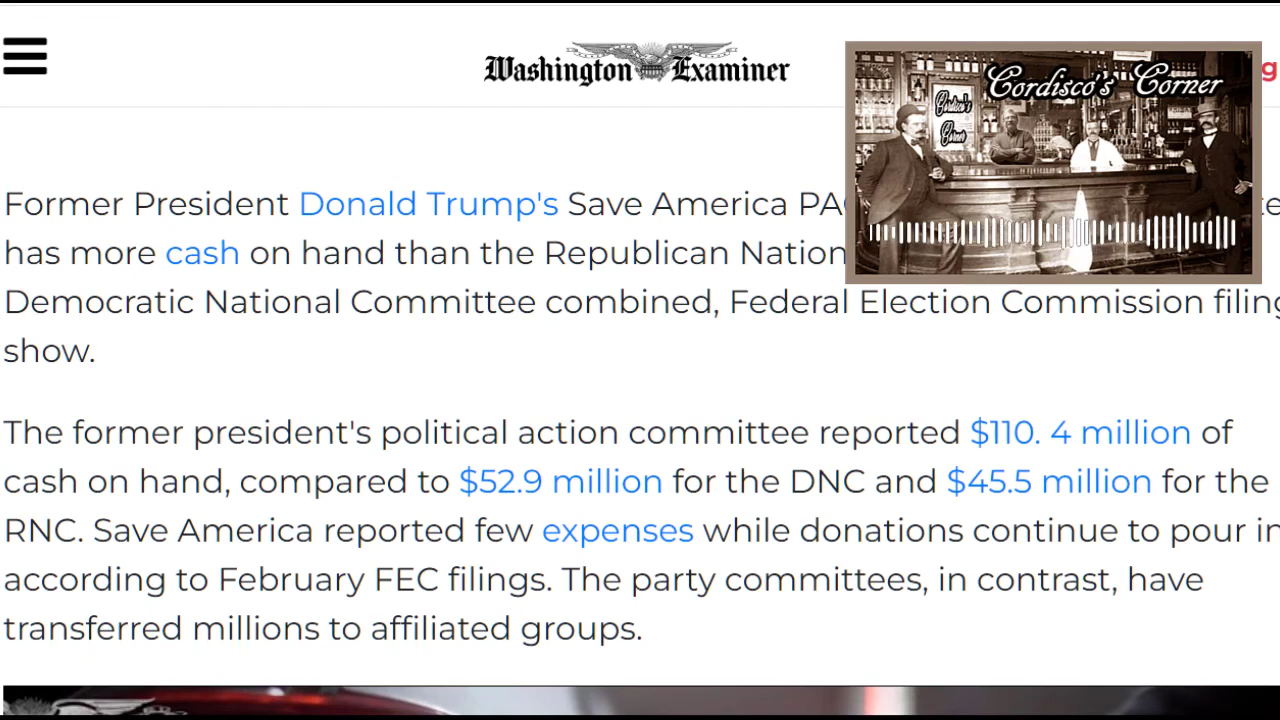 Washington Examiner
Cordisco's Corner
Cordisco's
Corner
g
Former President Donald Trump's Save America PA
has more cash on hand than the Republican Nation
Democratic National Committee combined, Federal Election Commission filing
show.
The former president's political action committee reported $110. 4 million of
cash on hand, compared to $52.9 million for the DNC and $45.5 million for the
RNC. Save America reported few expenses while donations continue to pour in
according to February FEC filings. The party committees, in contrast, have
transferred millions to affiliated groups.